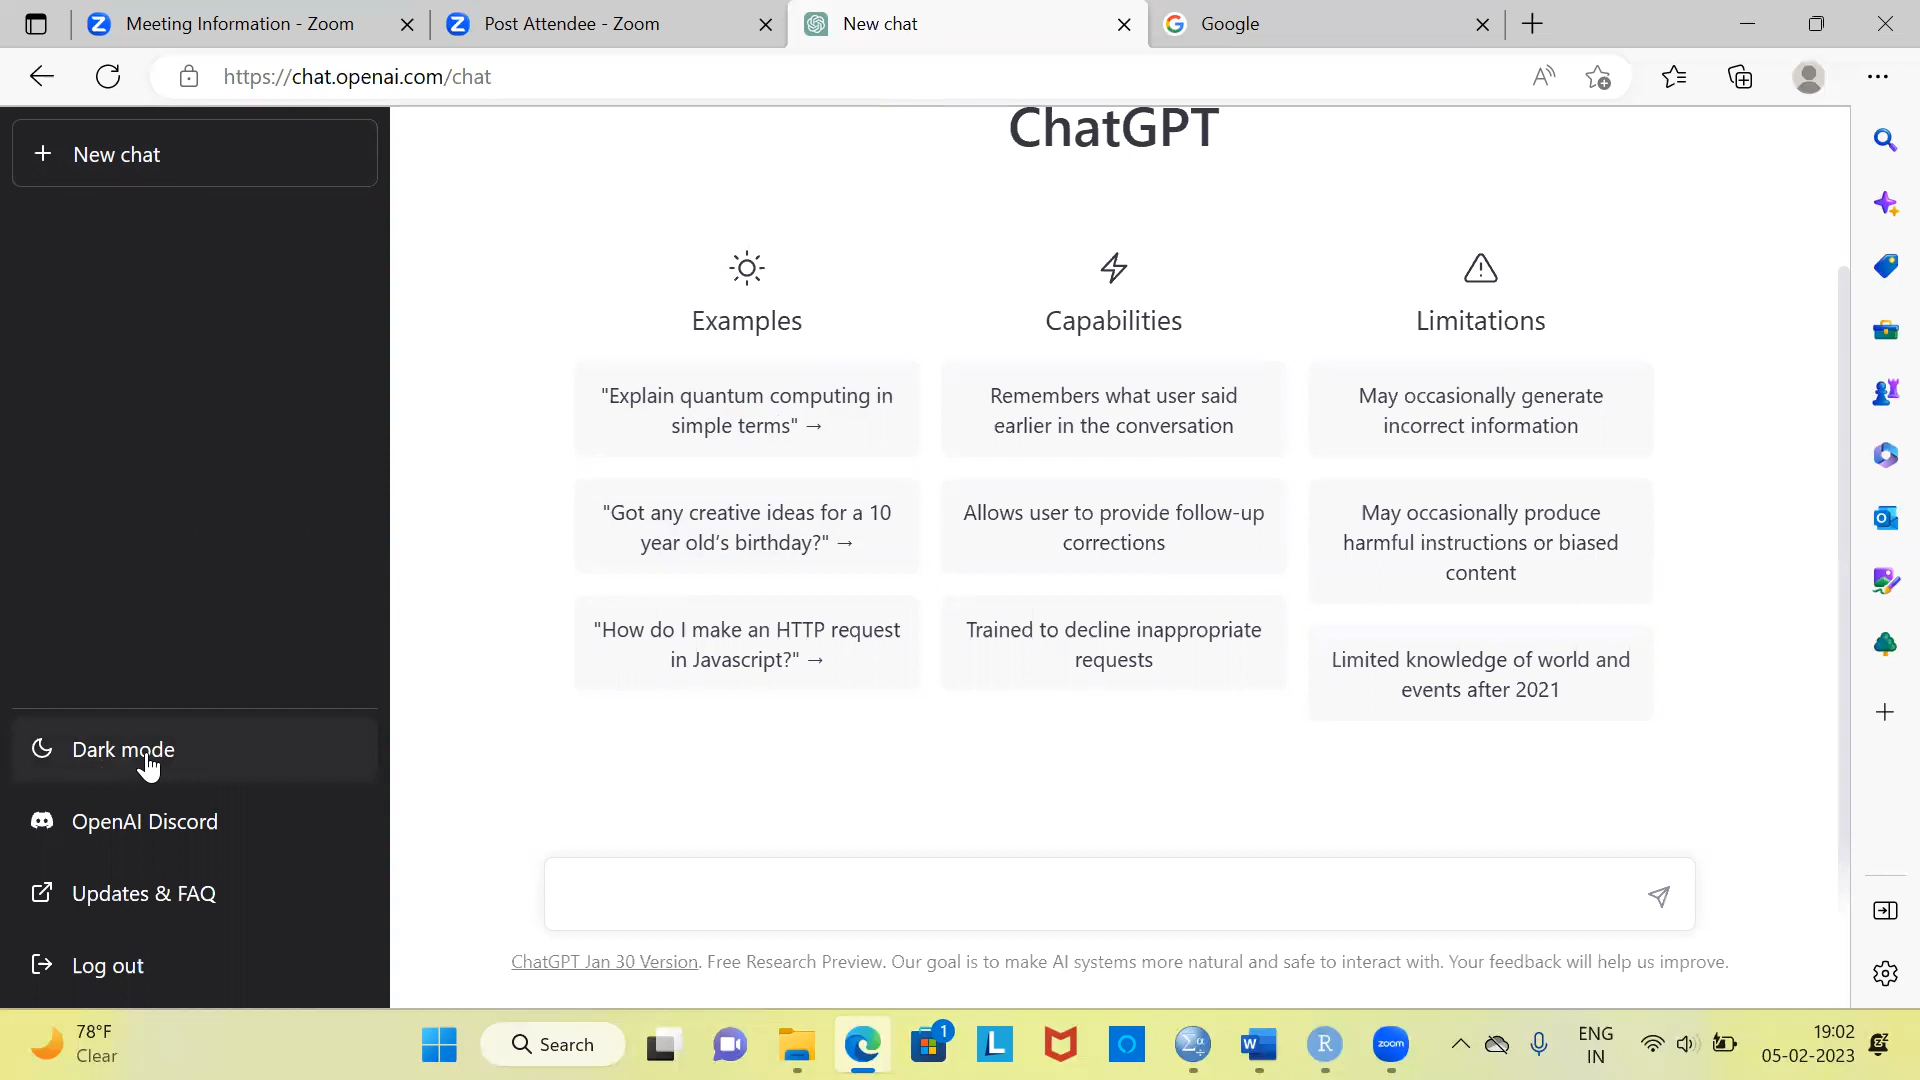 Meeting Information - Zoom
Post Attendee - Zoom
New chat
Google
https://chat.openai.com/chat
New chat
Dark mode
OpenAI Discord
Updates & FAQ
Log out
ChatGPT
Examples
"Explain quantum computing in
simple terms" →
"Got any creative ideas for a 10
year old's birthday?" →
"How do I make an HTTP request
in Javascript?" →
Capabilities
Remembers what user said
earlier in the conversation
Allows user to provide follow-up
corrections
Trained to decline inappropriate
requests
Limitations
May occasionally generate
incorrect information
May occasionally produce
harmful instructions or biased
content
Limited knowledge of world and
events after 2021
ChatGPT Jan 30 Version. Free Research Preview. Our goal is to make AI systems more natural and safe to interact with. Your feedback will help us improve.
78°F
Clear
Search
1
L
W
R
zoom
ENG
IN
19:02
05-02-2023